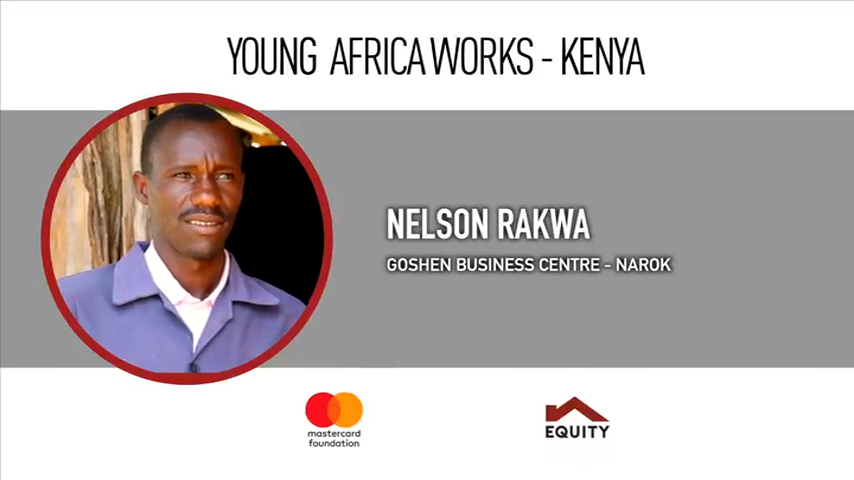 YOUNG AFRICA WORKS - KENYA
NELSON RAKWA
GOSHEN BUSINESS CENTRE - NAROK
mastercard
foundation
EQUITY